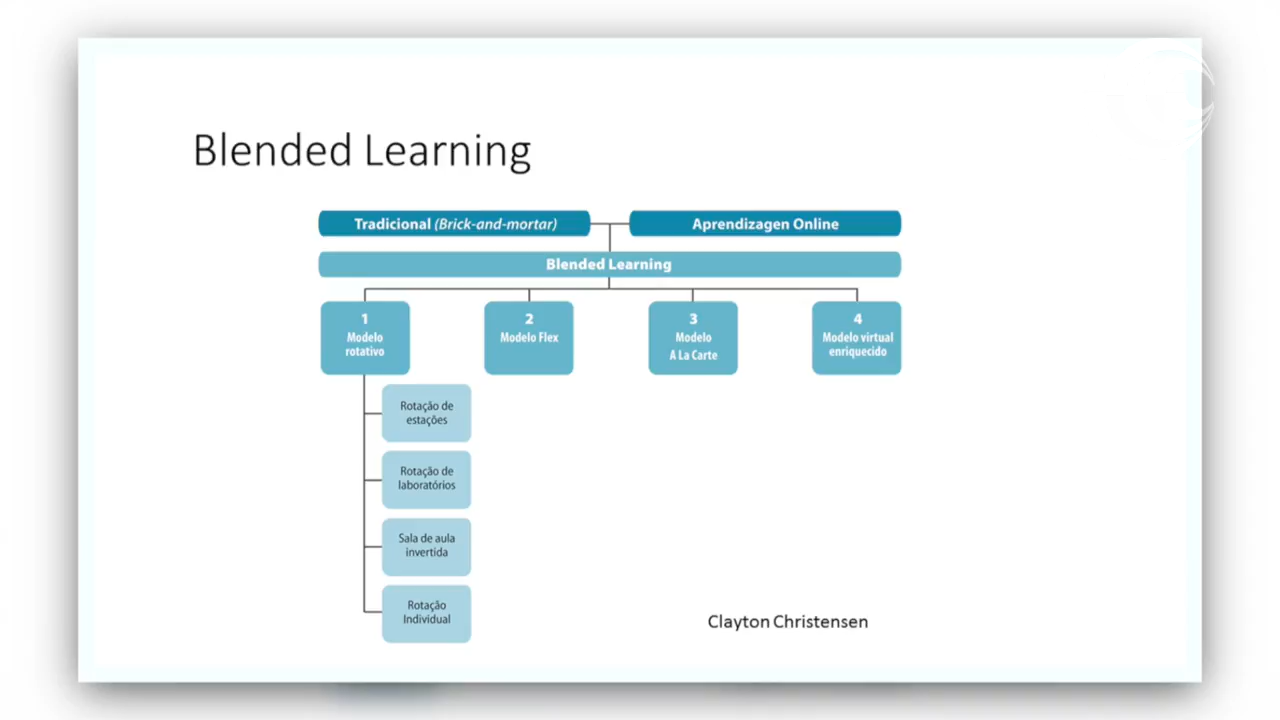 Blended Learning
Tradicional (Brick-and-mortar)
Aprendizagen Online
Blended Learning
1
Modelo
rotativo
2
Modelo Flex
3
Modelo
A La Carte
4
Modelo virtual
enriquecido
Rotação de
estações
Rotação de
laboratórios
Sala de aula
invertida
Rotação
Individual
Clayton Christensen